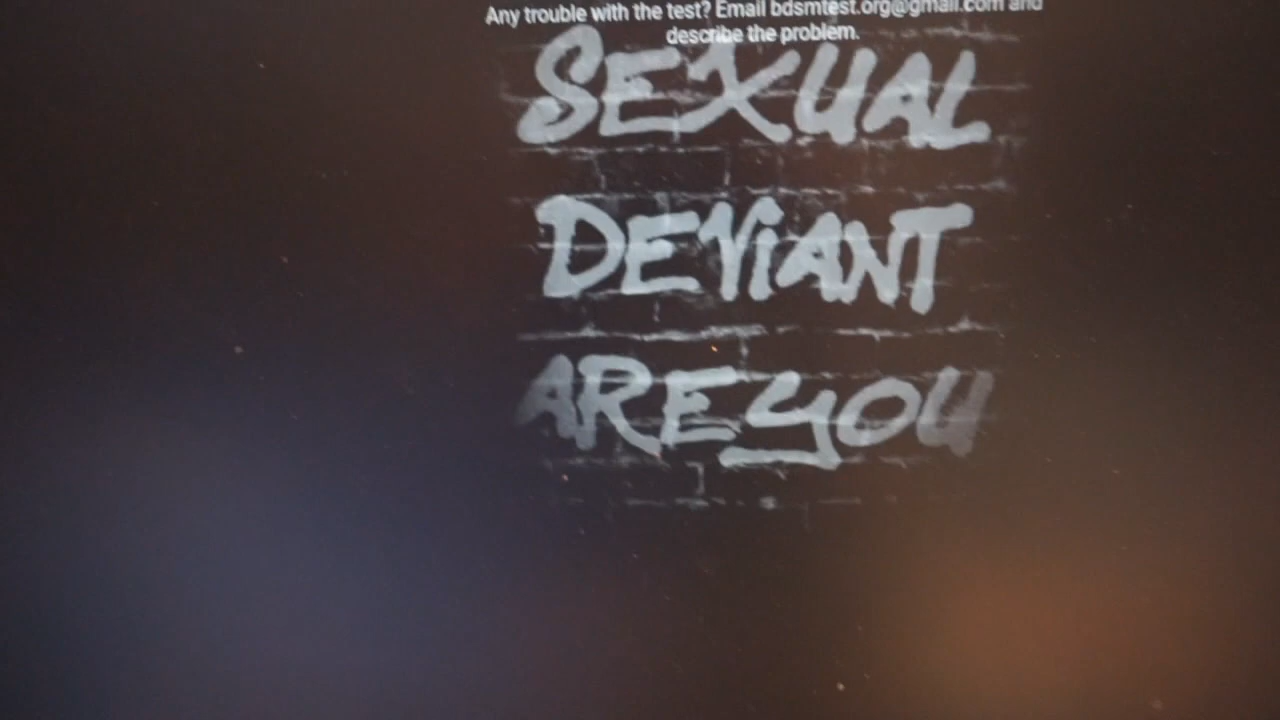 Any trouble with the test? Email bdsmtest.org@gmail.com and
describe the problem.
SEXUAL
DEViANT
ARE YOU